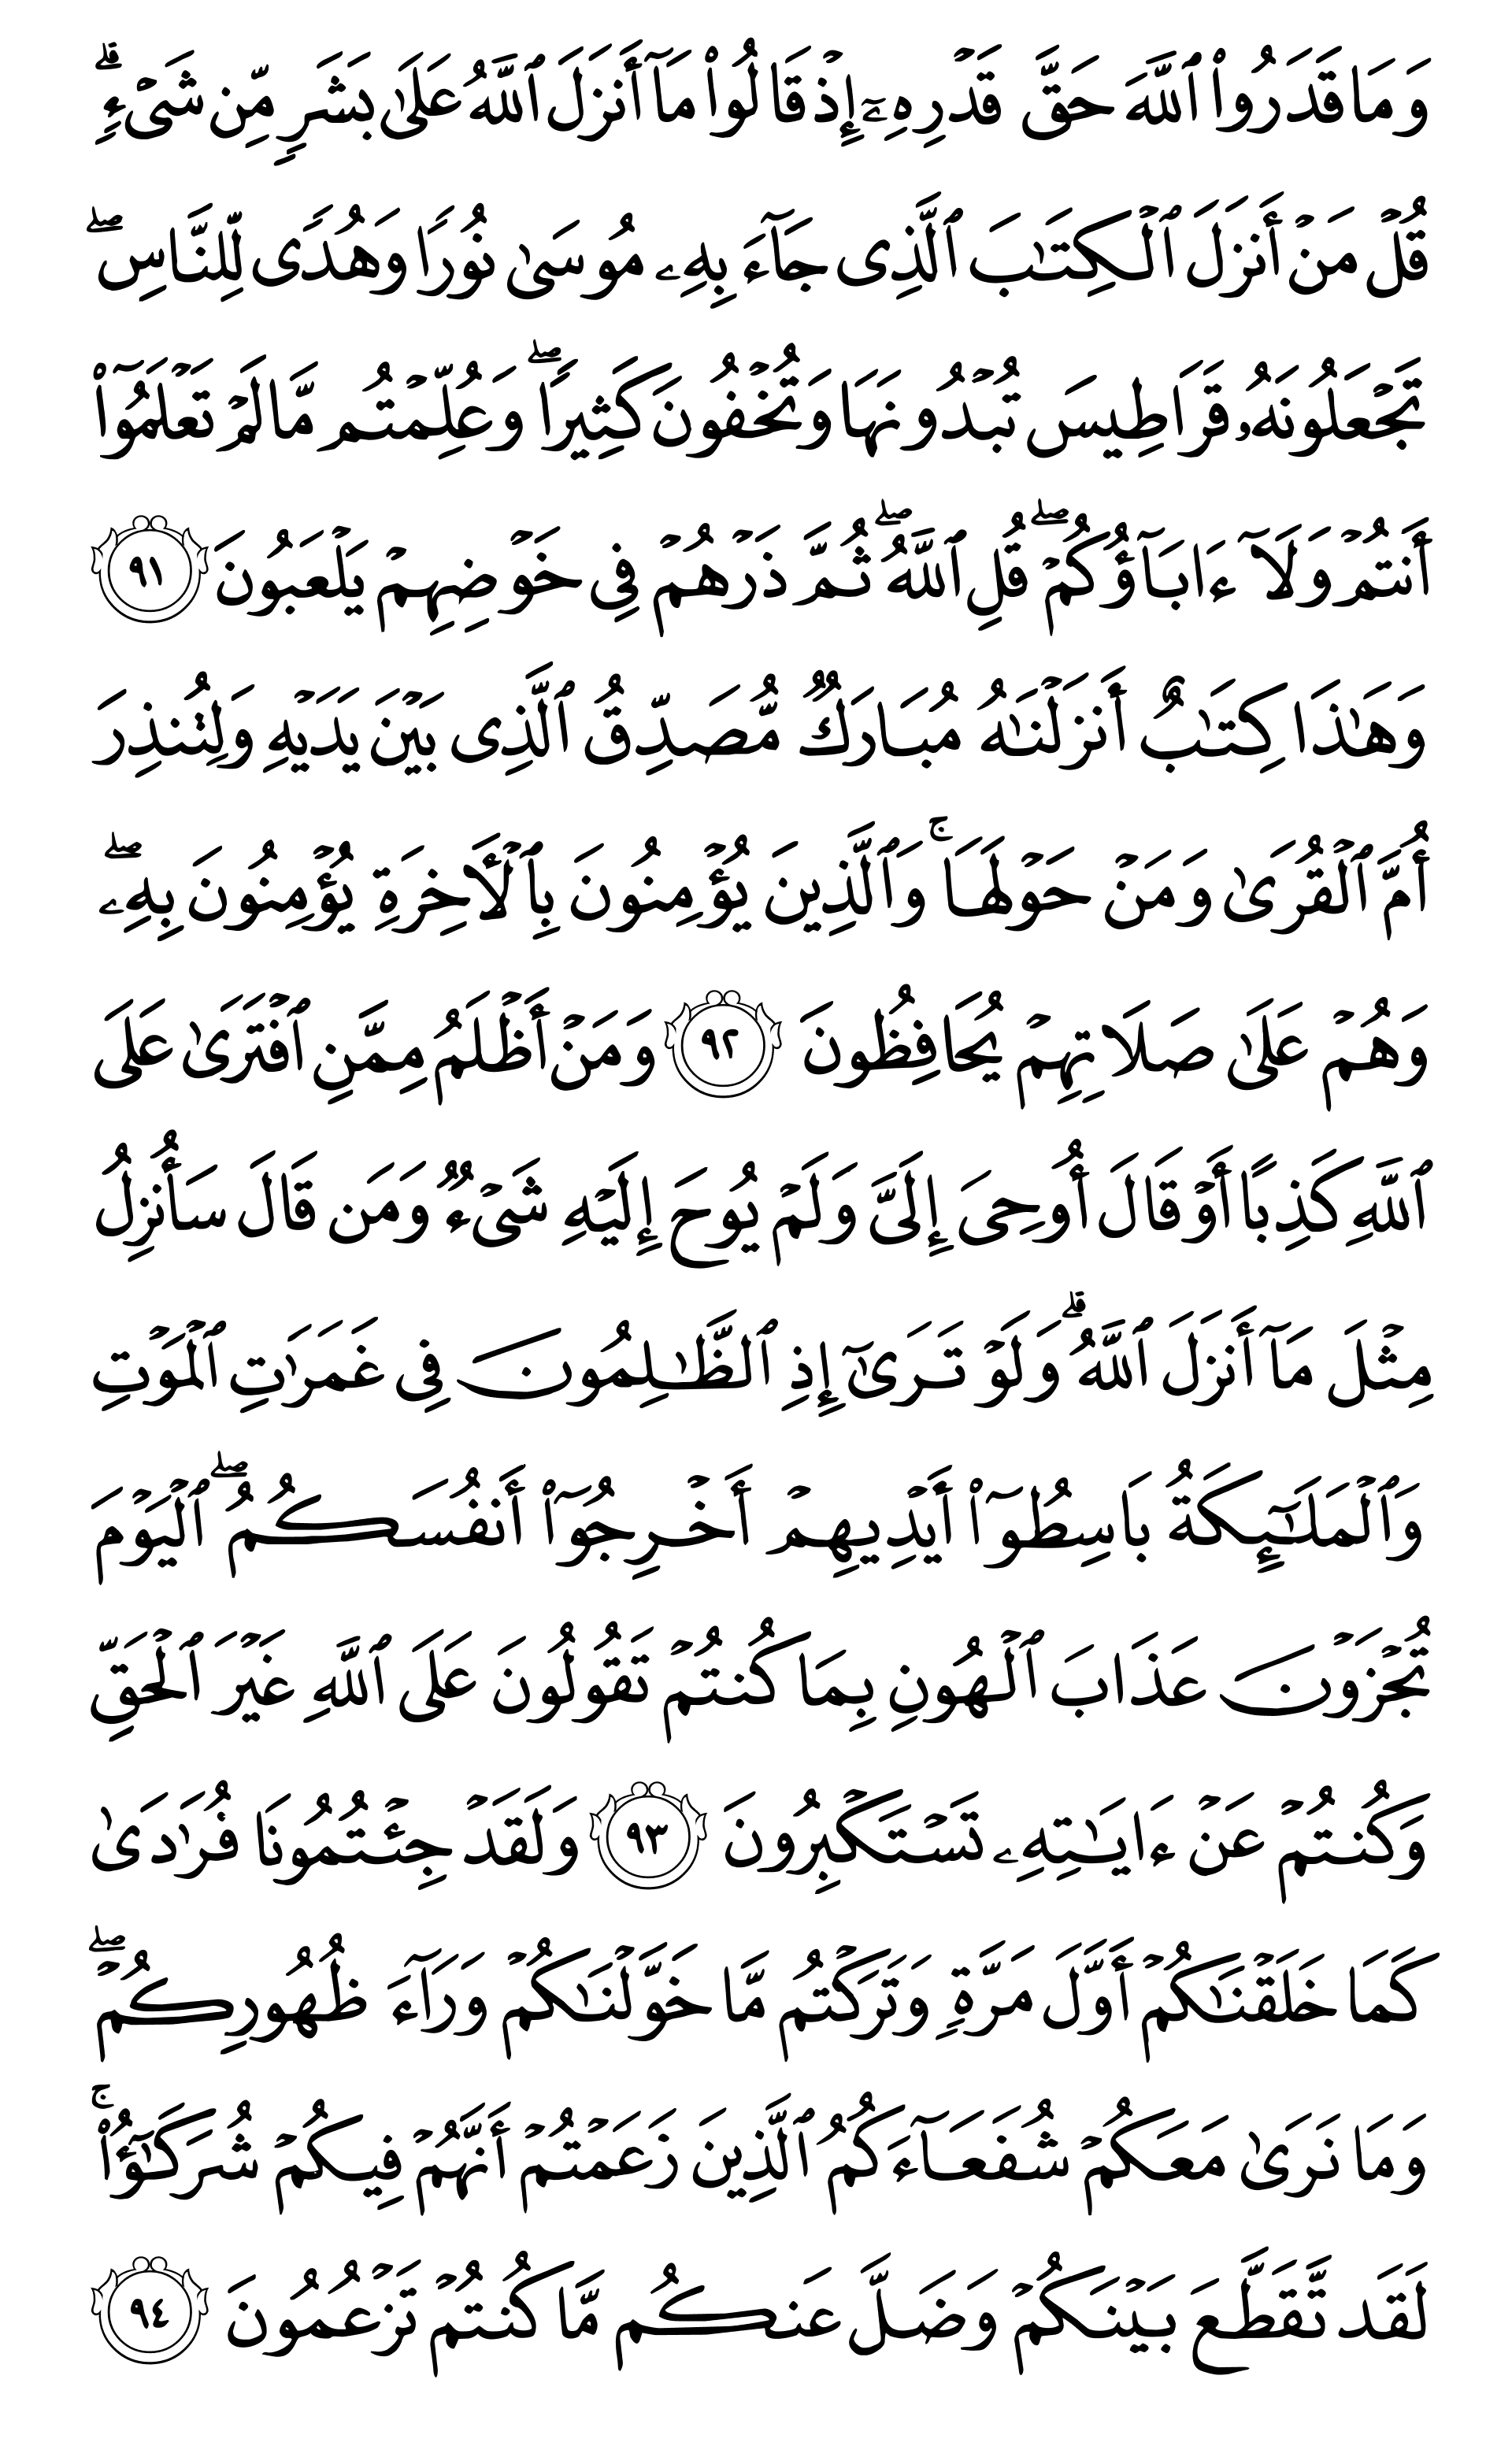 وَمَا قَدَرُوا۟ ٱللَّهَ حَقَّ قَدْرِهِۦٓ إِذْ قَالُوا۟ مَآ أَنزَلَ ٱللَّهُ عَلَىٰ بَشَرٍ مِّن شَىْءٍ ۗ
قُلْ مَنْ أَنزَلَ ٱلْكِتَـٰبَ ٱلَّذِى جَآءَ بِهِۦ مُوسَىٰ نُورًا وَهُدًى لِّلنَّاسِ ۖ
تَجْعَلُونَهُۥ قَرَاطِيسَ تُبْدُونَهَا وَتُخْفُونَ كَثِيرًا ۖ وَعُلِّمْتُم مَّا لَمْ تَعْلَمُوٓا۟
أَنتُمْ وَلَآ ءَابَآؤُكُمْ ۖ قُلِ ٱللَّهُ ۖ ثُمَّ ذَرْهُمْ فِى خَوْضِهِمْ يَلْعَبُونَ ٩١
وَهَـٰذَا كِتَـٰبٌ أَنزَلْنَـٰهُ مُبَارَكٌ مُّصَدِّقُ ٱلَّذِى بَيْنَ يَدَيْهِ وَلِتُنذِرَ
أُمَّ ٱلْقُرَىٰ وَمَنْ حَوْلَهَا ۚ وَٱلَّذِينَ يُؤْمِنُونَ بِٱلْـَٔاخِرَةِ يُؤْمِنُونَ بِهِۦ ۖ
وَهُمْ عَلَىٰ صَلَاتِهِمْ يُحَافِظُونَ ٩٢ وَمَنْ أَظْلَمُ مِمَّنِ ٱفْتَرَىٰ عَلَى
ٱللَّهِ كَذِبًا أَوْ قَالَ أُوحِىَ إِلَىَّ وَلَمْ يُوحَ إِلَيْهِ شَىْءٌ وَمَن قَالَ سَأُنزِلُ
مِثْلَ مَآ أَنزَلَ ٱللَّهُ ۗ وَلَوْ تَرَىٰٓ إِذِ ٱلظَّـٰلِمُونَ فِى غَمَرَٰتِ ٱلْمَوْتِ
وَٱلْمَلَـٰٓئِكَةُ بَاسِطُوٓا۟ أَيْدِيهِمْ أَخْرِجُوٓا۟ أَنفُسَكُمُ ۖ ٱلْيَوْمَ
تُجْزَوْنَ عَذَابَ ٱلْهُونِ بِمَا كُنتُمْ تَقُولُونَ عَلَى ٱللَّهِ غَيْرَ ٱلْحَقِّ
وَكُنتُمْ عَنْ ءَايَـٰتِهِۦ تَسْتَكْبِرُونَ ٩٣ وَلَقَدْ جِئْتُمُونَا فُرَٰدَىٰ
كَمَا خَلَقْنَـٰكُمْ أَوَّلَ مَرَّةٍ وَتَرَكْتُم مَّا خَوَّلْنَـٰكُمْ وَرَآءَ ظُهُورِكُمْ ۖ
وَمَا نَرَىٰ مَعَكُمْ شُفَعَآءَكُمُ ٱلَّذِينَ زَعَمْتُمْ أَنَّهُمْ فِيكُمْ شُرَكَـٰٓؤُا۟ ۚ
لَقَد تَّقَطَّعَ بَيْنَكُمْ وَضَلَّ عَنكُم مَّا كُنتُمْ تَزْعُمُونَ ٩٤